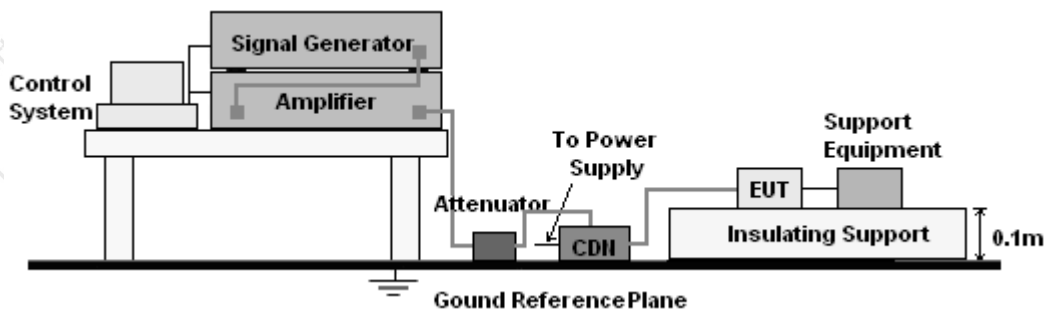 Signal Generator
Control
System
Amplifier
To Power
Supply
Support
Equipment
Attenuator
EUT
CDN
Insulating Support
0.1m
Gound Reference Plane